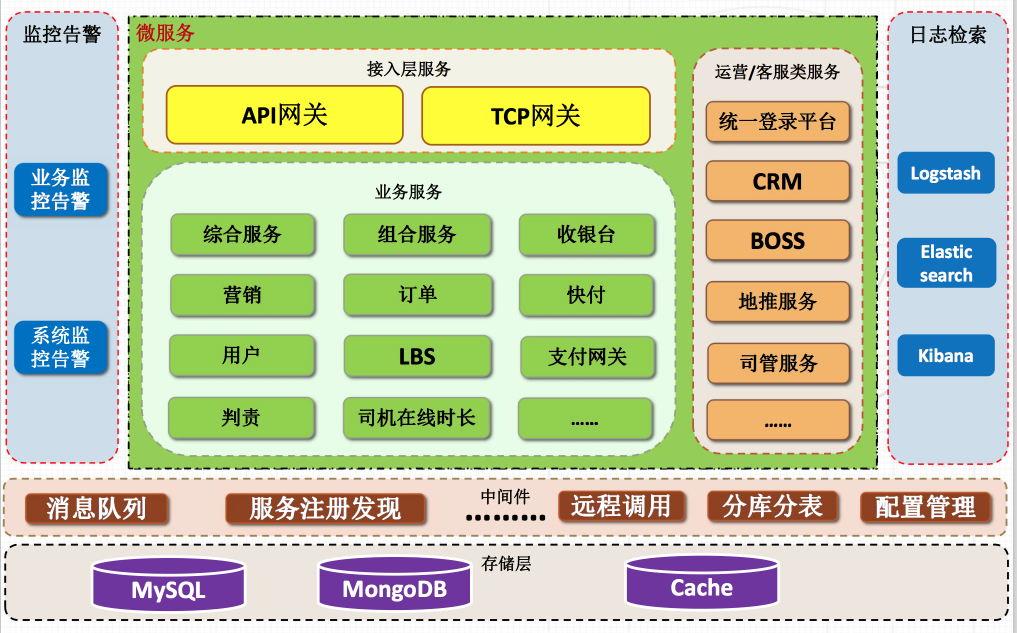 监控告警
业务监
控告警
系统监
控告警
微服务
接入层服务
API网关
TCP网关
业务服务
综合服务
组合服务
收银台
营销
订单
快付
用户
LBS
支付网关
判责
司机在线时长
......
运营/客服类服务
统一登录平台
CRM
BOSS
地推服务
司管服务
......
日志检索
Logstash
Elastic
search
Kibana
中间件
消息队列
服务注册发现
.........
远程调用
分库分表
配置管理
存储层
MySQL
MongoDB
Cache